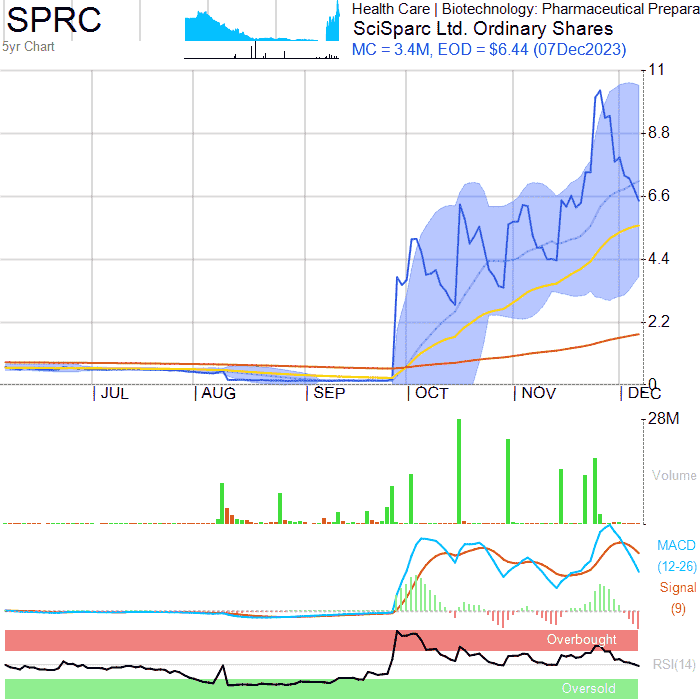 SPRC
5yr Chart
Health Care | Biotechnology: Pharmaceutical Prepara
SciSparc Ltd. Ordinary Shares
MC = 3.4M, EOD = $6.44 (07Dec2023)
11
8.8
6.6
4.4
2.2
0
JUL
AUG
SEP
OCT
NOV
DEC
28M
Volume
MACD
(12-26)
Signal
(9)
Overbought
RSI(14)
Oversold